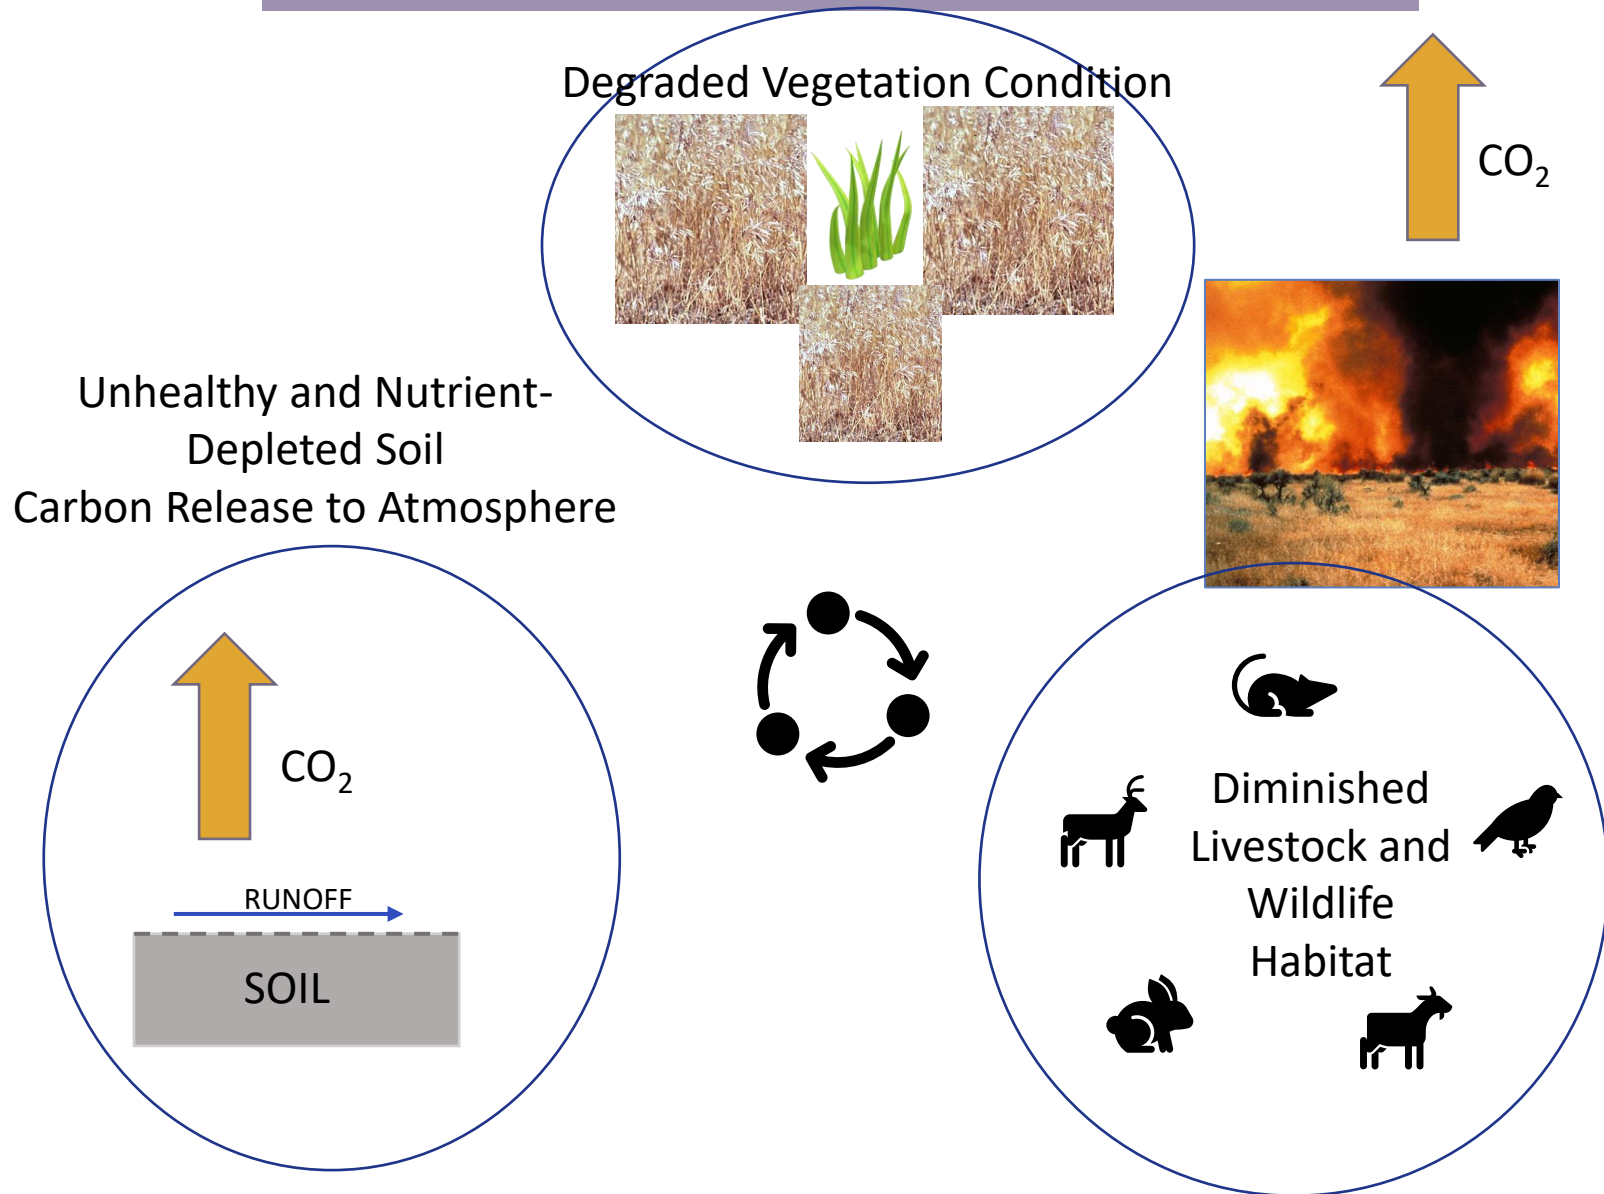 Degraded Vegetation Condition
CO₂
Unhealthy and Nutrient-
Depleted Soil
Carbon Release to Atmosphere
CO₂
RUNOFF
SOIL
Diminished
Livestock and
Wildlife
Habitat